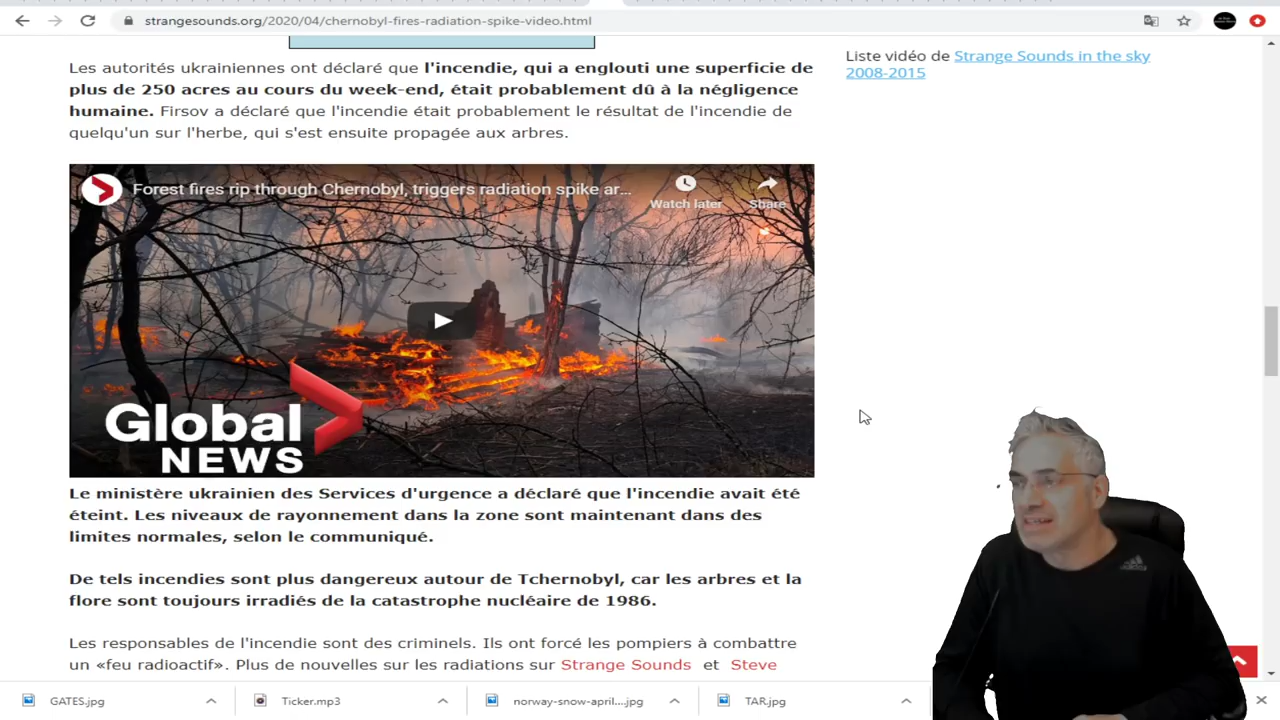 strangesounds.org/2020/04/chernobyl-fires-radiation-spike-video.html
Les autorités ukrainiennes ont déclaré que l'incendie, qui a englouti une superficie de
plus de 250 acres au cours du week-end, était probablement dû à la négligence
humaine. Firsov a déclaré que l'incendie était probablement le résultat de l'incendie de
quelqu'un sur l'herbe, qui s'est ensuite propagée aux arbres.
Liste vidéo de Strange Sounds in the sky
2008-2015
Forest fires rip through Chernobyl, triggers radiation spike ar...
Watch later
Share
Global
NEWS
Le ministère ukrainien des Services d'urgence a déclaré que l'incendie avait été
éteint. Les niveaux de rayonnement dans la zone sont maintenant dans des
limites normales, selon le communiqué.
De tels incendies sont plus dangereux autour de Tchernobyl, car les arbres et la
flore sont toujours irradiés de la catastrophe nucléaire de 1986.
Les responsables de l'incendie sont des criminels. Ils ont forcé les pompiers à combattre
un «feu radioactif». Plus de nouvelles sur les radiations sur Strange Sounds et Steve
adidas
GATES.jpg
Ticker.mp3
norway-snow-april....jpg
TAR.jpg